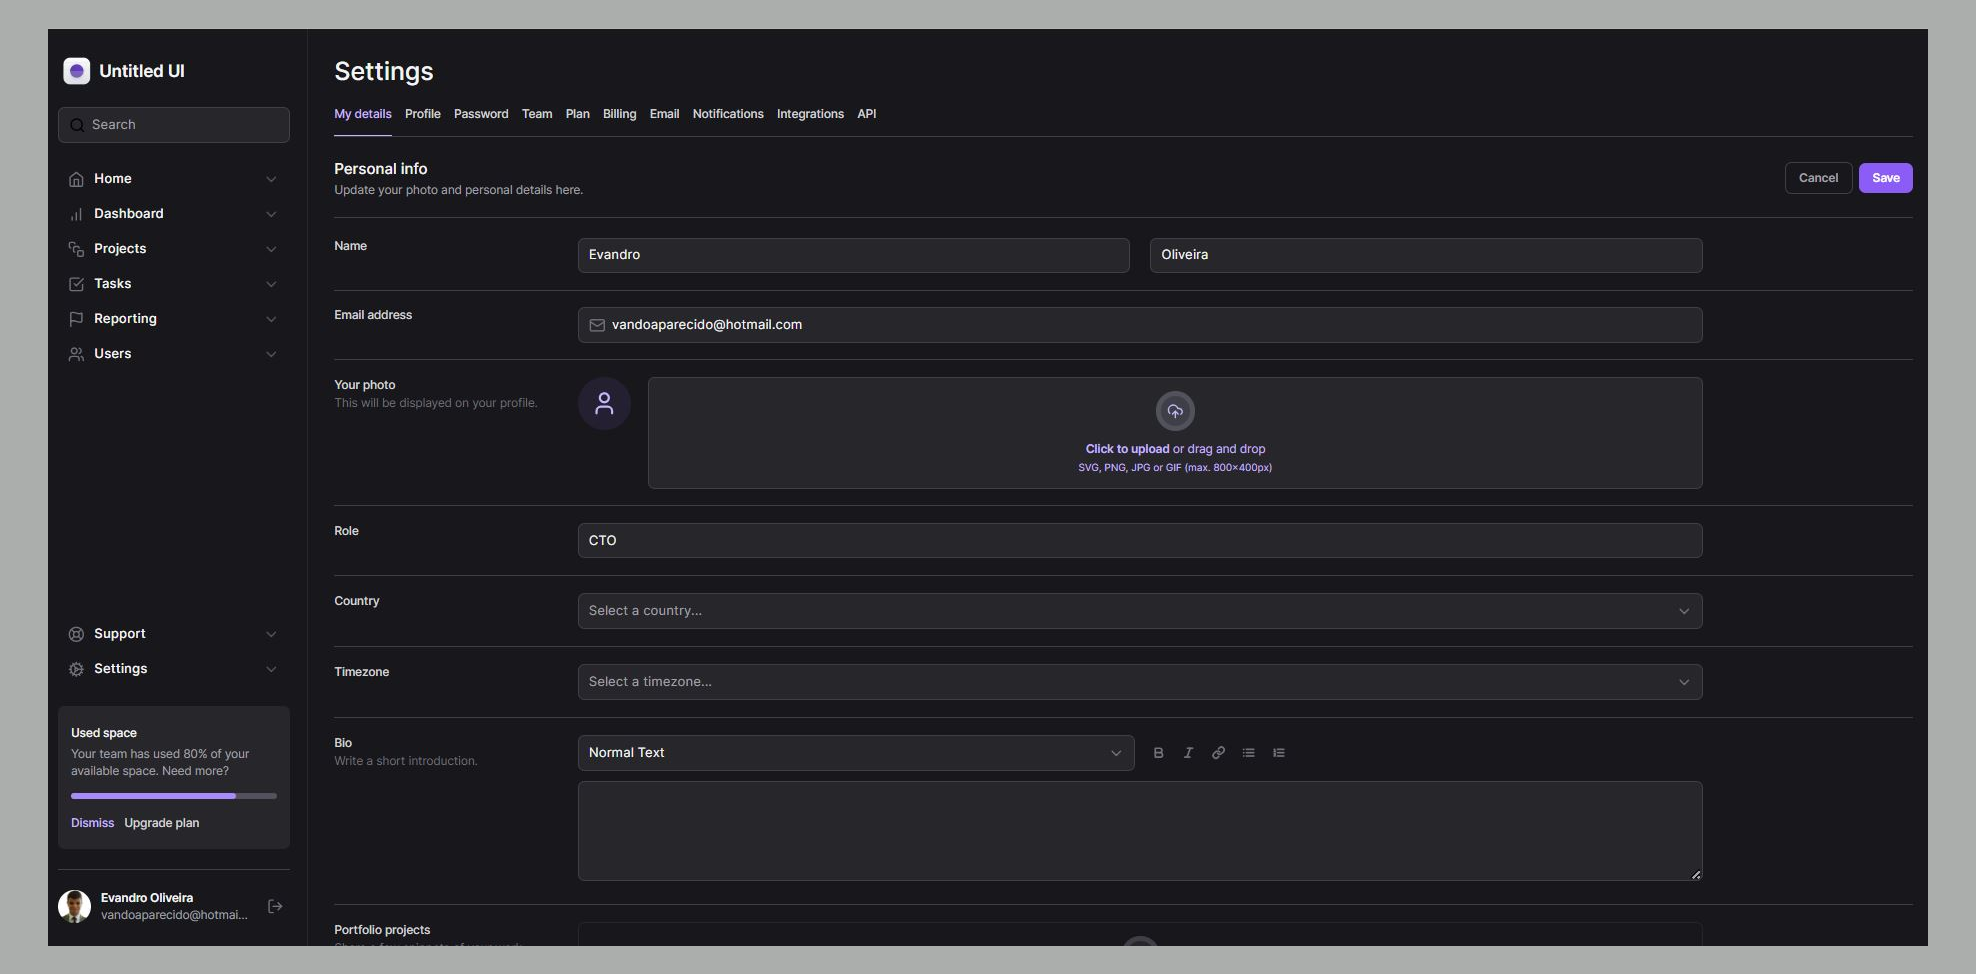 Untitled UI
Search
Home
Dashboard
Projects
Tasks
Reporting
Users
Support
Settings
Used space
Your team has used 80% of your
available space. Need more?
Dismiss Upgrade plan
Evandro Oliveira
vandoaparecido@hotmai...
Settings
My details Profile Password Team Plan Billing Email Notifications Integrations API
Personal info
Update your photo and personal details here.
Cancel Save
Name
Evandro Oliveira
Email address
vandoaparecido@hotmail.com
Your photo
This will be displayed on your profile.
Click to upload or drag and drop
SVG, PNG, JPG or GIF (max. 800×400px)
Role
CTO
Country
Select a country...
Timezone
Select a timezone...
Bio
Write a short introduction.
Normal Text
Portfolio projects